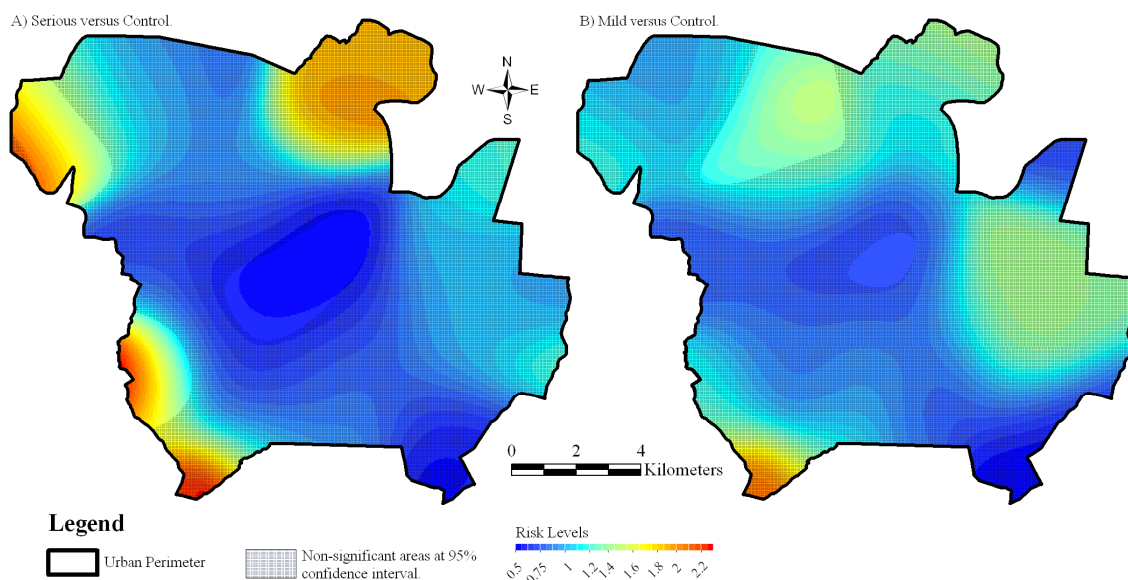 A) Serious versus Control.
B) Mild versus Control.
N
W E
S
0 2 4
Kilometers
Legend
Urban Perimeter
Non-significant areas at 95%
confidence interval.
Risk Levels
0.5 0.75 1 1.2 1.4 1.6 1.8 2 2.2